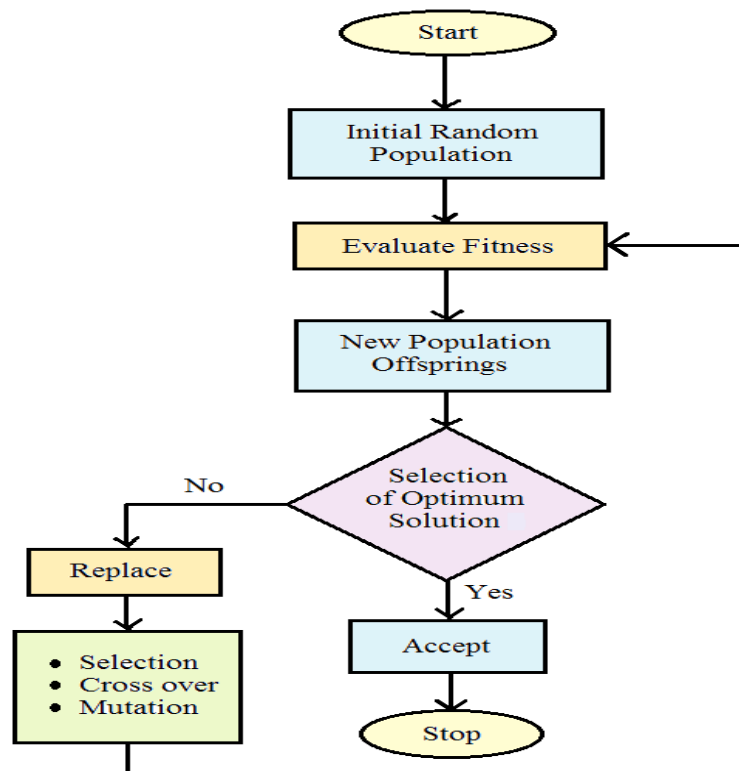 Start
Initial Random
Population
Evaluate Fitness
New Population
Offsprings
Selection
of Optimum
Solution
No
Yes
Replace
Accept
• Selection
• Cross over
• Mutation
Stop